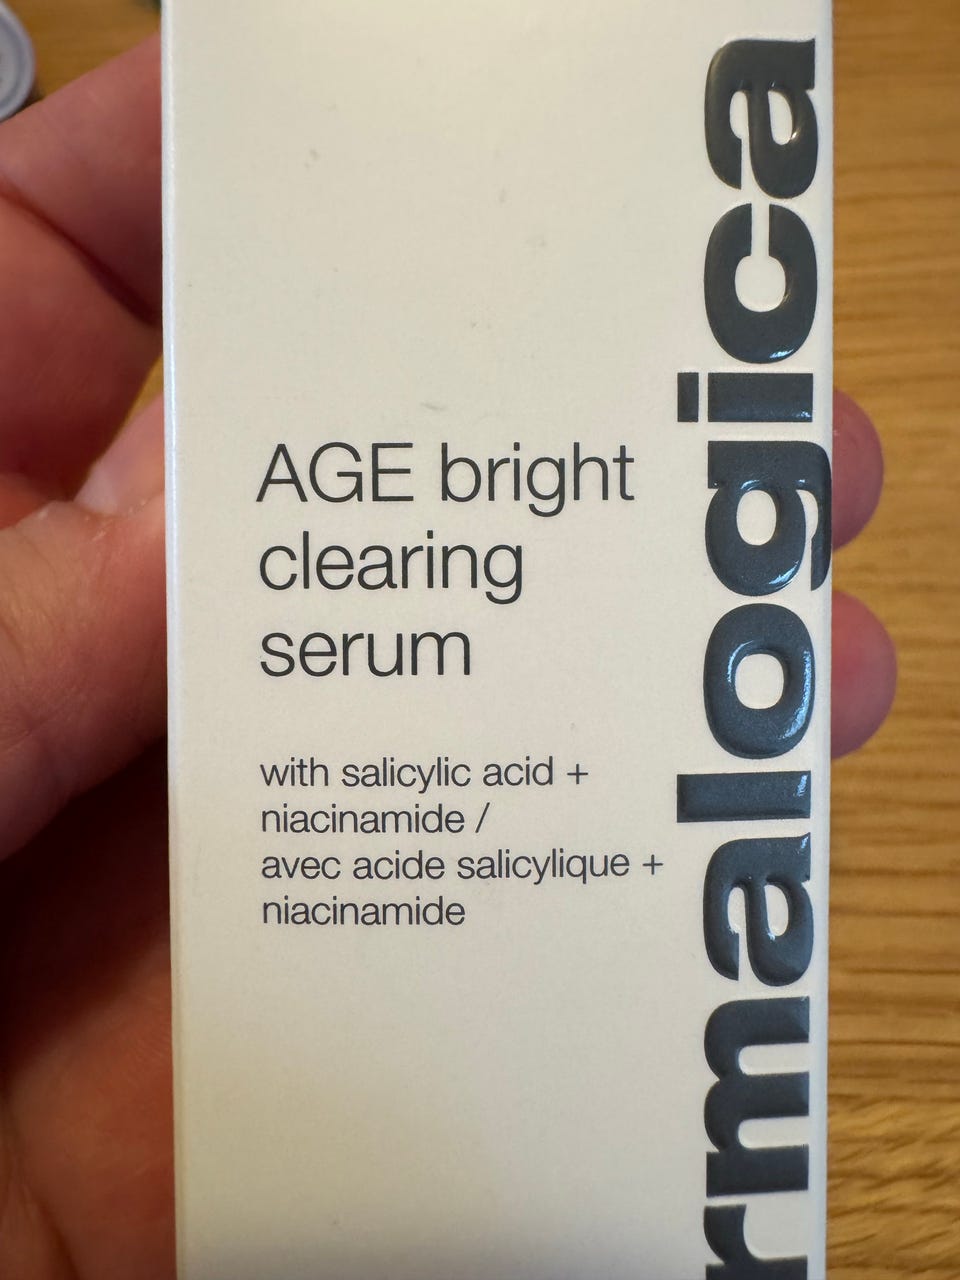 AGE bright
clearing
serum
with salicylic acid +
niacinamide /
avec acide salicylique +
niacinamide
rmalogica